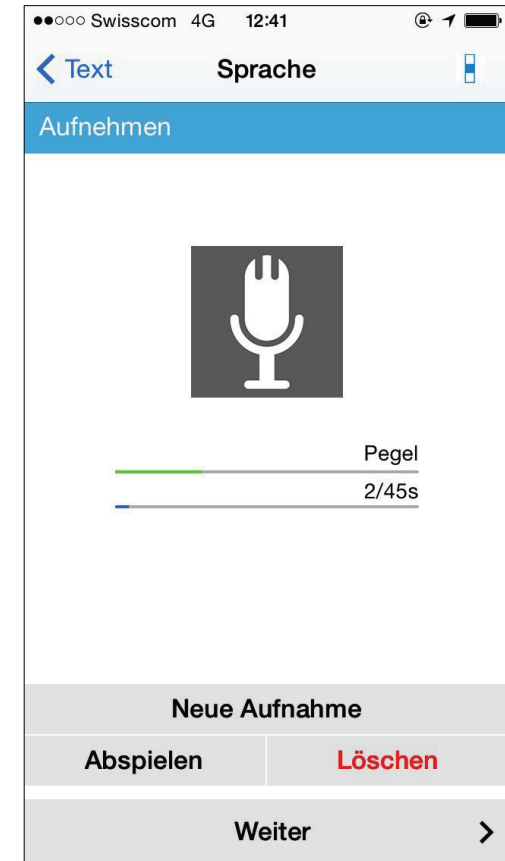 Swisscom 4G 12:41
Text Sprache
Aufnehmen
Pegel
2/45s
Neue Aufnahme
Abspielen Löschen
Weiter